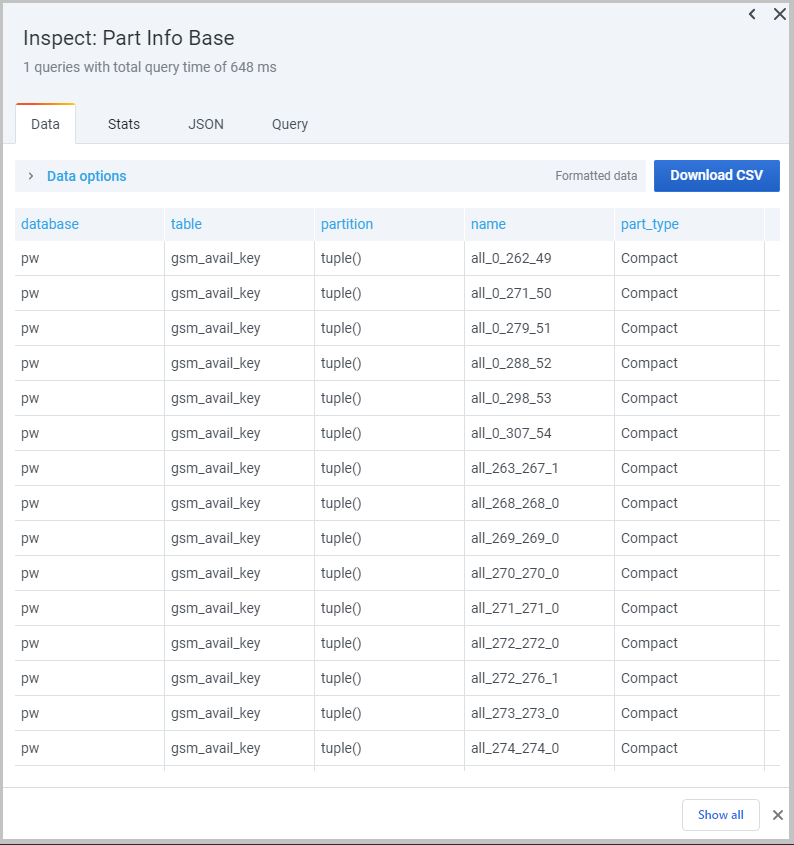 Inspect: Part Info Base
1 queries with total query time of 648 ms
Data Stats JSON Query
Data options Formatted data Download CSV
database table partition name part_type
pw gsm_avail_key tuple() all_0_262_49 Compact
pw gsm_avail_key tuple() all_0_271_50 Compact
pw gsm_avail_key tuple() all_0_279_51 Compact
pw gsm_avail_key tuple() all_0_288_52 Compact
pw gsm_avail_key tuple() all_0_298_53 Compact
pw gsm_avail_key tuple() all_0_307_54 Compact
pw gsm_avail_key tuple() all_263_267_1 Compact
pw gsm_avail_key tuple() all_268_268_0 Compact
pw gsm_avail_key tuple() all_269_269_0 Compact
pw gsm_avail_key tuple() all_270_270_0 Compact
pw gsm_avail_key tuple() all_271_271_0 Compact
pw gsm_avail_key tuple() all_272_272_0 Compact
pw gsm_avail_key tuple() all_272_276_1 Compact
pw gsm_avail_key tuple() all_273_273_0 Compact
pw gsm_avail_key tuple() all_274_274_0 Compact
Show all